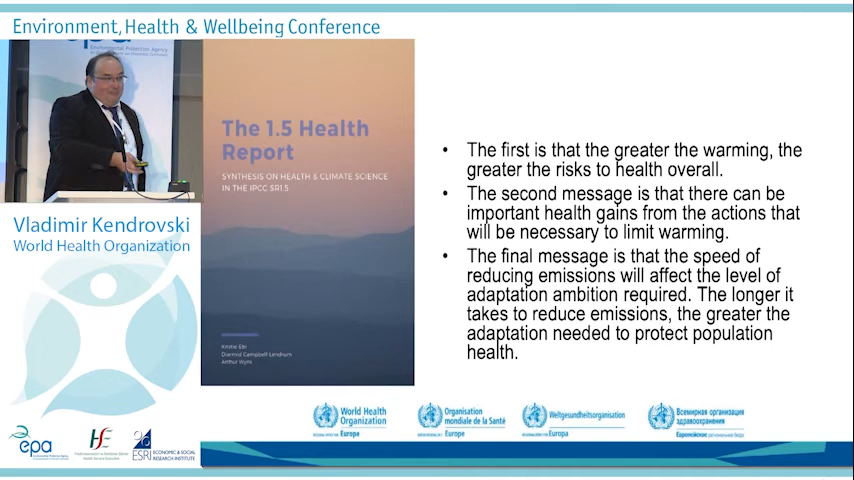 Environment, Health & Wellbeing Conference
epa
Environmental Protection Agency
The 1.5 Health
Report
SYNTHESIS ON HEALTH & CLIMATE SCIENCE
IN THE IPCC SR1.5
Kristie Ebi
Diarmid Campbell-Lendrum
Arthur Wyns
• The first is that the greater the warming, the
greater the risks to health overall.
• The second message is that there can be
important health gains from the actions that
will be necessary to limit warming.
• The final message is that the speed of
reducing emissions will affect the level of
adaptation ambition required. The longer it
takes to reduce emissions, the greater the
adaptation needed to protect population
health.
Vladimir Kendrovski
World Health Organization
epa
HSE
ESRI
ECONOMIC & SOCIAL
RESEARCH INSTITUTE
World Health
Organization
Europe
Organisation
mondiale de la Santé
Europe
Weltgesundheitsorganisation
Europa
Всемирная организация
здравоохранения
Европейское региональное бюро